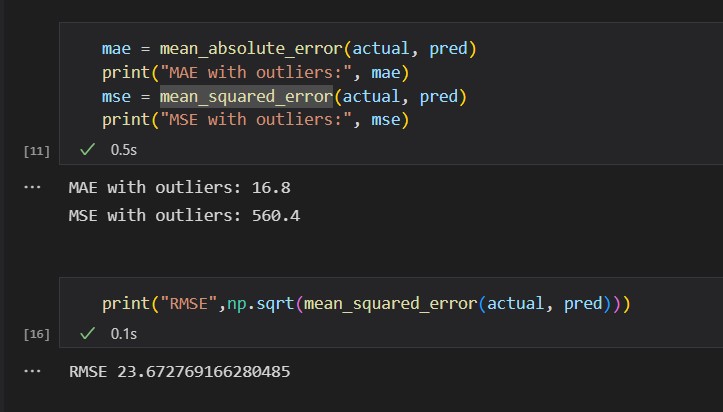 mae = mean_absolute_error(actual, pred)
print("MAE with outliers:", mae)
mse = mean_squared_error(actual, pred)
print("MSE with outliers:", mse)
[11] ✓ 0.5s
... MAE with outliers: 16.8
MSE with outliers: 560.4
print("RMSE",np.sqrt(mean_squared_error(actual, pred)))
[16] ✓ 0.1s
... RMSE 23.672769166280485